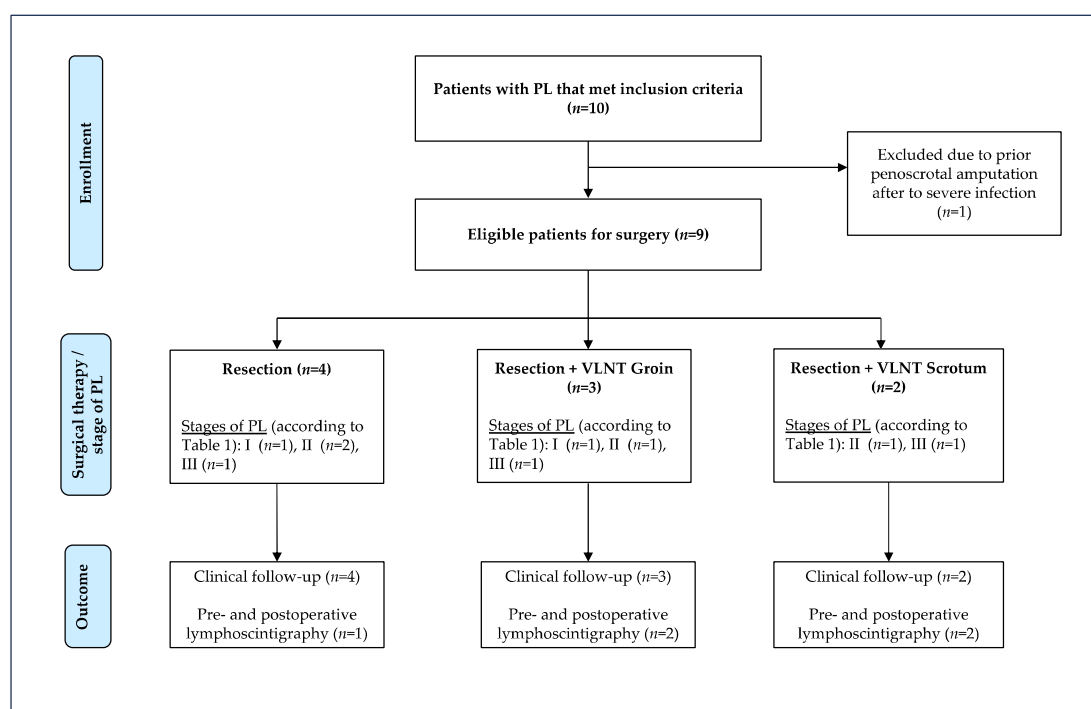 Enrollment
Patients with PL that met inclusion criteria
(n=10)
Excluded due to prior
penoscrotal amputation
after to severe infection
(n=1)
Eligible patients for surgery (n=9)
Surgical therapy /
stage of PL
Resection (n=4)
Stages of PL (according to
Table 1): I (n=1), II (n=2),
III (n=1)
Resection + VLNT Groin
(n=3)
Stages of PL (according to
Table 1): I (n=1), II (n=1),
III (n=1)
Resection + VLNT Scrotum
(n=2)
Stages of PL (according to
Table 1): II (n=1), III (n=1)
Outcome
Clinical follow-up (n=4)
Pre- and postoperative
lymphoscintigraphy (n=1)
Clinical follow-up (n=3)
Pre- and postoperative
lymphoscintigraphy (n=2)
Clinical follow-up (n=2)
Pre- and postoperative
lymphoscintigraphy (n=2)